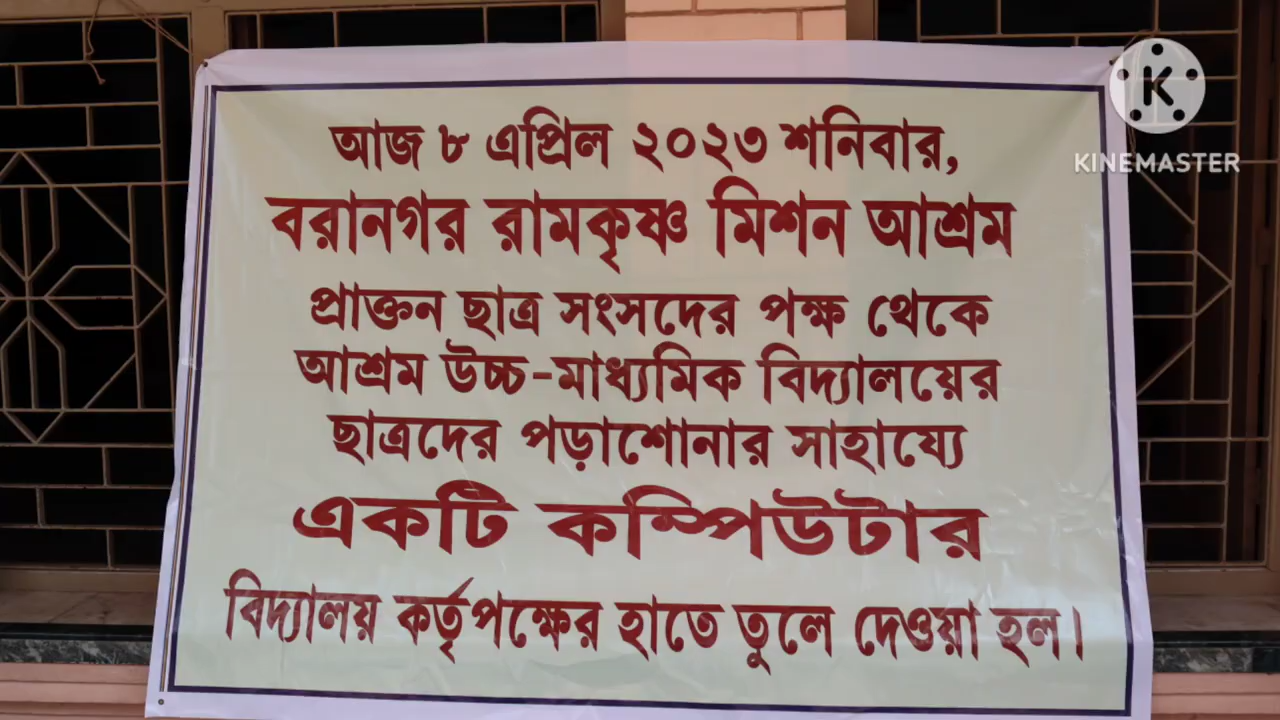 আজ ৮ এপ্রিল ২০২৩ শনিবার,
বরানগর রামকৃষ্ণ মিশন আশ্রম
প্রাক্তন ছাত্র সংসদের পক্ষ থেকে
আশ্রম উচ্চ-মাধ্যমিক বিদ্যালয়ের
ছাত্রদের পড়াশোনার সাহায্যে
একটি কম্পিউটার
বিদ্যালয় কর্তৃপক্ষের হাতে তুলে দেওয়া হল।
K
KINEMASTER